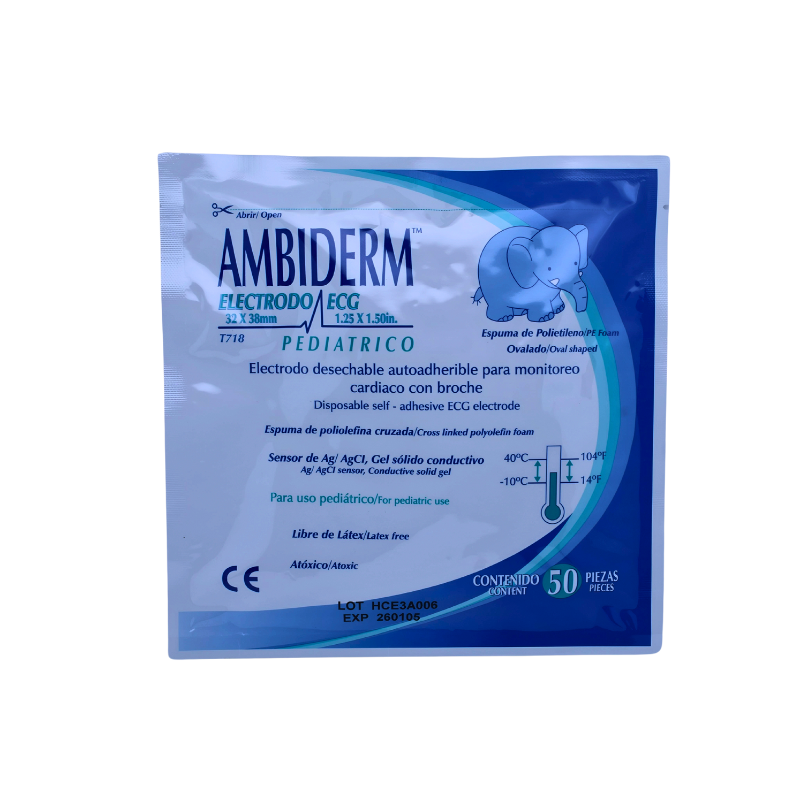 Abrir/ Open
AMBIDERM™
ELECTRODO ECG
32 X 38mm 1.25 X 1.50in.
T718 PEDIATRICO
Espuma de Polietileno/PE Foam
Ovalado/Oval shaped
Electrodo desechable autoadherible para monitoreo
cardiaco con broche
Disposable self - adhesive ECG electrode
Espuma de poliolefina cruzada/Cross linked polyolefin foam
Sensor de Ag/ AgCl, Gel sólido conductivo
Ag/ AgCl sensor, Conductive solid gel
40ºC 104ºF
-10ºC 14ºF
Para uso pediátrico/For pediatric use
Libre de Látex/Latex free
Atóxico/Atoxic
CE
CONTENIDO 50 PIEZAS
CONTENT PIECES
LOT HCE3A006
EXP 260105